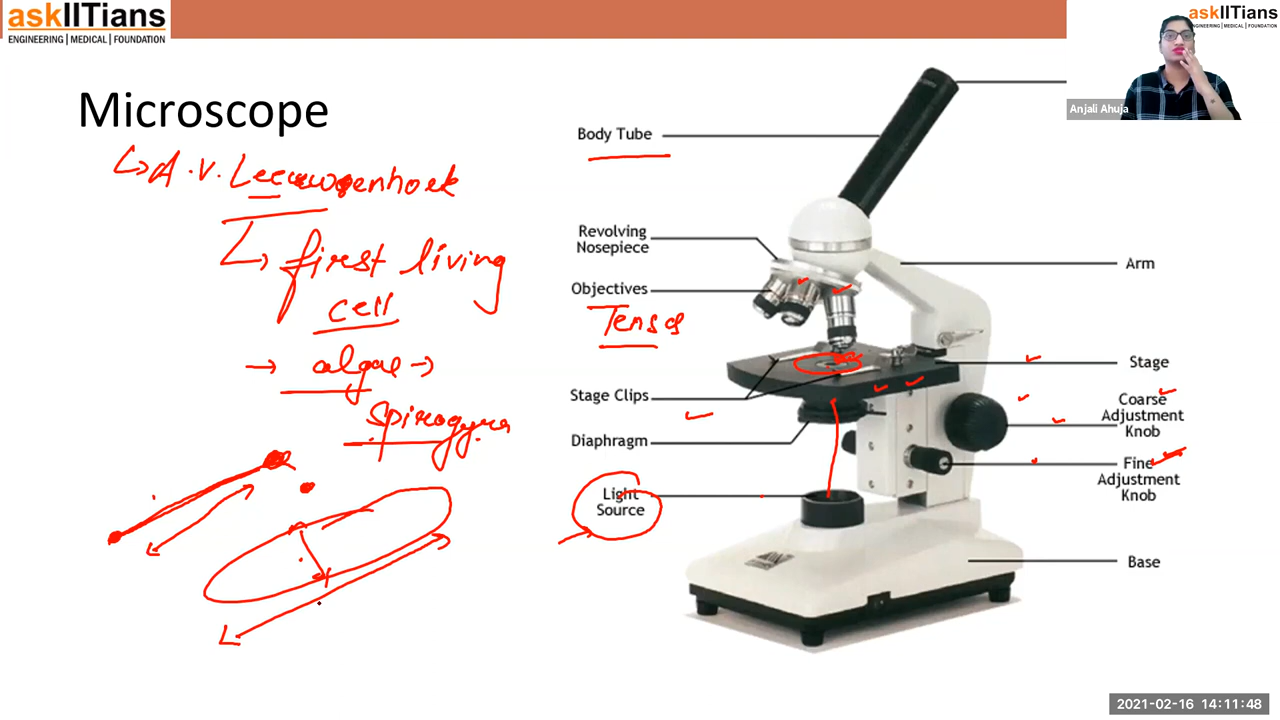 askIITians
ENGINEERING | MEDICAL | FOUNDATION
askIITians
ENGINEERING | MEDICAL | FOUNDATION
Anjali Ahuja
Microscope
A.V. Leeuwenhoek
first living
cell
algae
Spirogyra
Body Tube
Revolving
Nosepiece
Objectives
Stage Clips
Diaphragm
Light
Source
Arm
Stage
Coarse
Adjustment
Knob
Fine
Adjustment
Knob
Base
2021-02-16 14:11:48